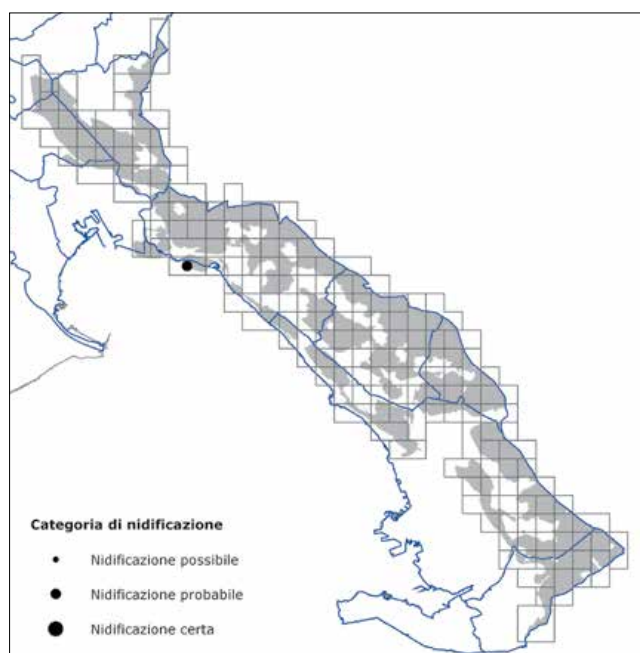 Categoria di nidificazione
Nidificazione possibile
Nidificazione probabile
Nidificazione certa